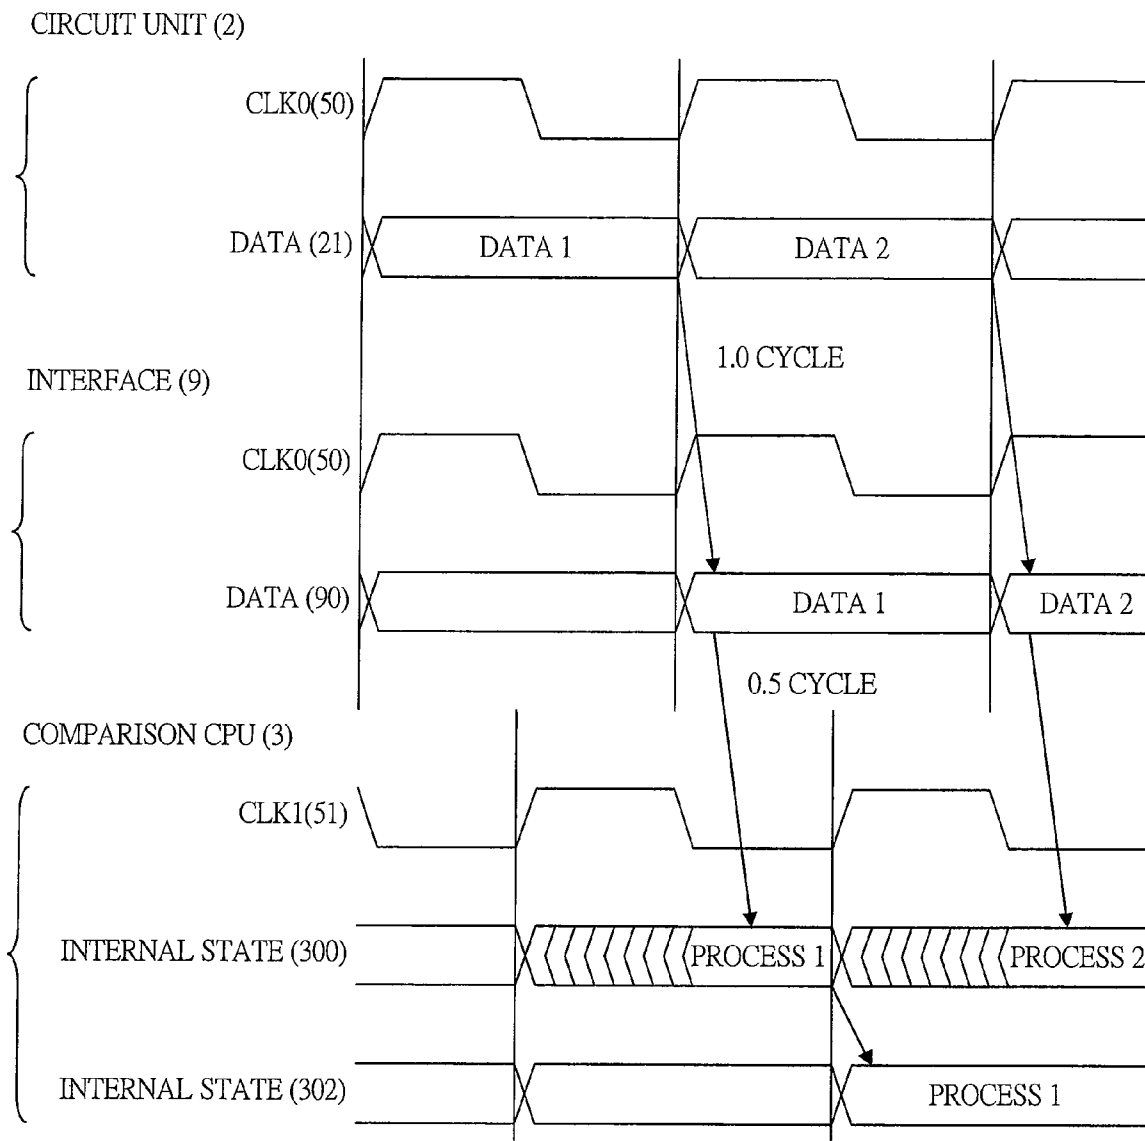 CIRCUIT UNIT (2)
CLK0(50)
DATA (21)
DATA 1
DATA 2
1.0 CYCLE
INTERFACE (9)
CLK0(50)
DATA (90)
DATA 1
DATA 2
0.5 CYCLE
COMPARISON CPU (3)
CLK1(51)
INTERNAL STATE (300)
PROCESS 1
PROCESS 2
INTERNAL STATE (302)
PROCESS 1